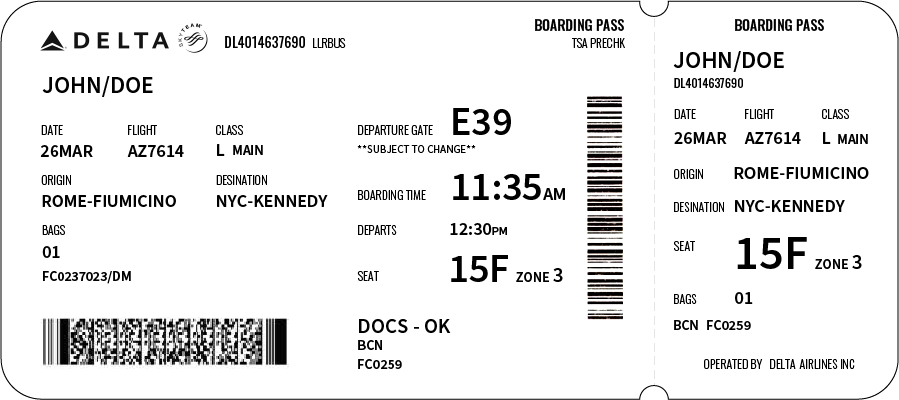 DELTA SKYTEAM DL4014637690 LLRBUS
BOARDING PASS
TSA PRECHK
JOHN/DOE
DATE FLIGHT CLASS
26MAR AZ7614 L MAIN
ORIGIN DESINATION
ROME-FIUMICINO NYC-KENNEDY
BAGS
01
FC0237023/DM
DEPARTURE GATE E39
**SUBJECT TO CHANGE**
BOARDING TIME 11:35AM
DEPARTS 12:30PM
SEAT 15F ZONE 3
DOCS - OK
BCN
FC0259
BOARDING PASS
JOHN/DOE
DL4014637690
DATE FLIGHT CLASS
26MAR AZ7614 L MAIN
ORIGIN ROME-FIUMICINO
DESINATION NYC-KENNEDY
SEAT 15F ZONE 3
BAGS 01
BCN FC0259
OPERATED BY DELTA AIRLINES INC